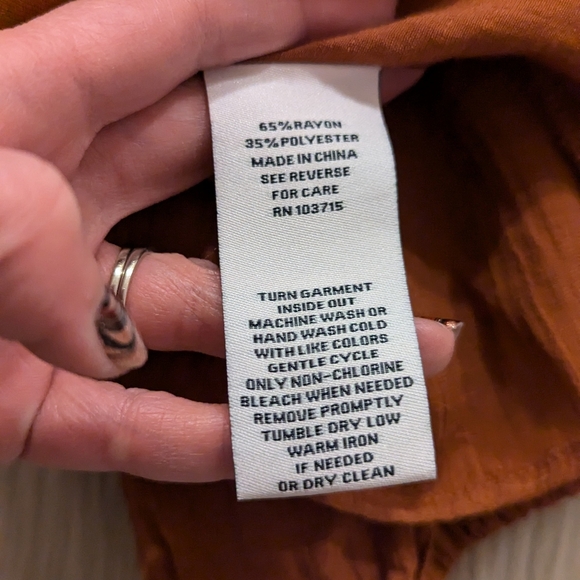 65% RAYON
35% POLYESTER
MADE IN CHINA
SEE REVERSE
FOR CARE
RN 103715
TURN GARMENT
INSIDE OUT
MACHINE WASH OR
HAND WASH COLD
WITH LIKE COLORS
GENTLE CYCLE
ONLY NON-CHLORINE
BLEACH WHEN NEEDED
REMOVE PROMPTLY
TUMBLE DRY LOW
WARM IRON
IF NEEDED
OR DRY CLEAN